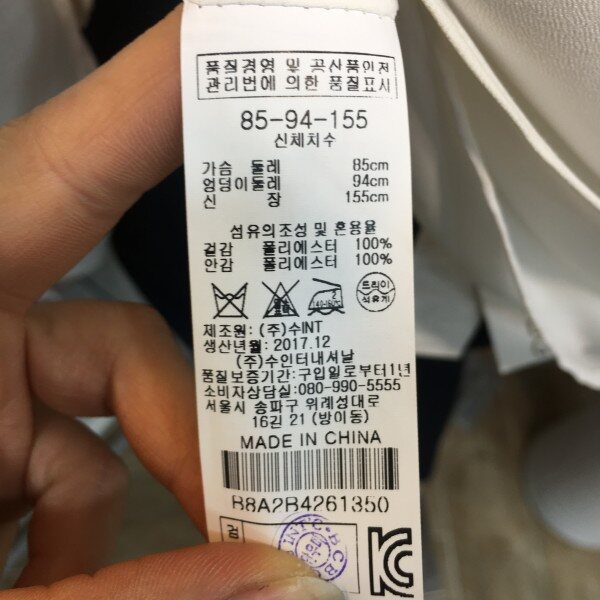 품질경영 및 공산품안전
관리법에 의한 품질표시
85-94-155
신체치수
가슴 둘레 85cm
엉덩이 둘레 94cm
신 장 155cm
섬유의조성 및 혼용율
겉감 폴리에스터 100%
안감 폴리에스터 100%
드라이
석유계
제조원: (주)수INT
생산년월: 2017.12
(주)수인터내셔날
품질보증기간:구입일로부터1년
소비자상담실:080-990-5555
서울시 송파구 위례성대로
16길 21 (방이동)
MADE IN CHINA
B8A2B4261350